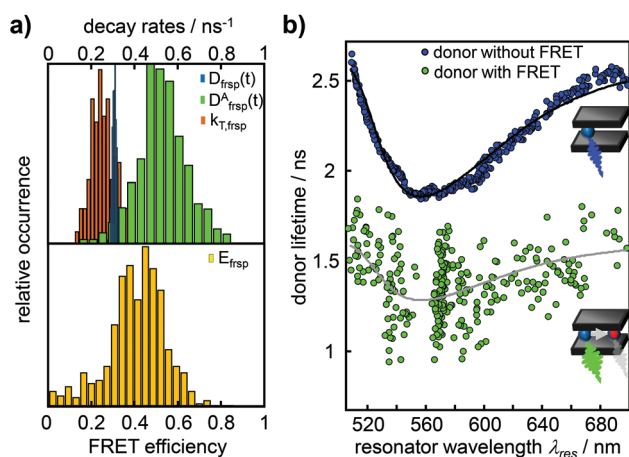 a)
decay rates / ns⁻¹
0 0.2 0.4 0.6 0.8 1
D_frsp(t)
D^A_frsp(t)
k_T,frsp
relative occurrence
E_frsp
0 0.2 0.4 0.6 0.8 1
FRET efficiency
b)
donor without FRET
donor with FRET
donor lifetime / ns
2.5
2
1.5
1
520 560 600 640 680
resonator wavelength λ_res / nm